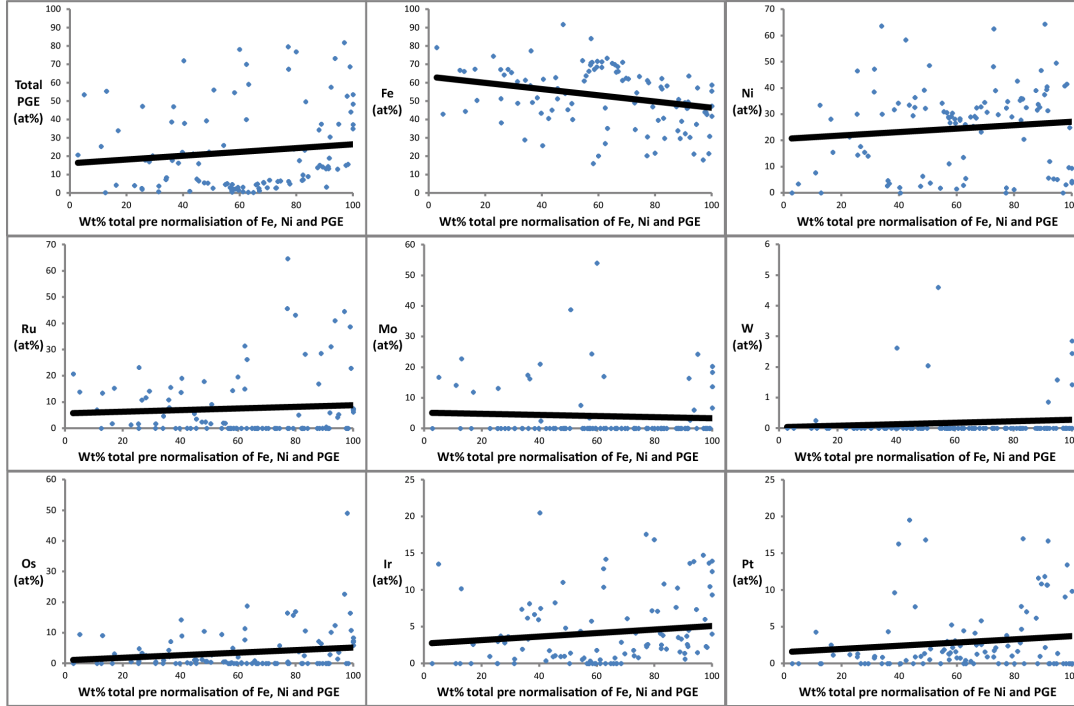 100
90
80
70
60
50
40
30
20
10
0
Total
PGE
(at%)
0 20 40 60 80 100
Wt% total pre normalisiation of Fe, Ni and PGE
100
90
80
70
60
50
40
30
20
10
0
Fe
(at%)
0 20 40 60 80 100
Wt% total pre normalisation of Fe, Ni and PGE
70
60
50
40
30
20
10
0
Ni
(at%)
0 20 40 60 80 100
Wt% total pre normalisation of Fe, Ni and PGE
70
60
50
40
30
20
10
0
Ru
(at%)
0 20 40 60 80 100
Wt% total pre normalisation of Fe, Ni and PGE
60
50
40
30
20
10
0
Mo
(at%)
0 20 40 60 80 100
Wt% total pre normalisation of Fe, Ni and PGE
6
5
4
3
2
1
0
W
(at%)
0 20 40 60 80 100
Wt% total pre normalisation of Fe, Ni and PGE
60
50
40
30
20
10
0
Os
(at%)
0 20 40 60 80 100
Wt% total pre normalisation of Fe, Ni and PGE
25
20
15
10
5
0
Ir
(at%)
0 20 40 60 80 100
Wt% total pre normalisation of Fe, Ni and PGE
25
20
15
10
5
0
Pt
(at%)
0 20 40 60 80 100
Wt% total pre normalisation of Fe Ni and PGE